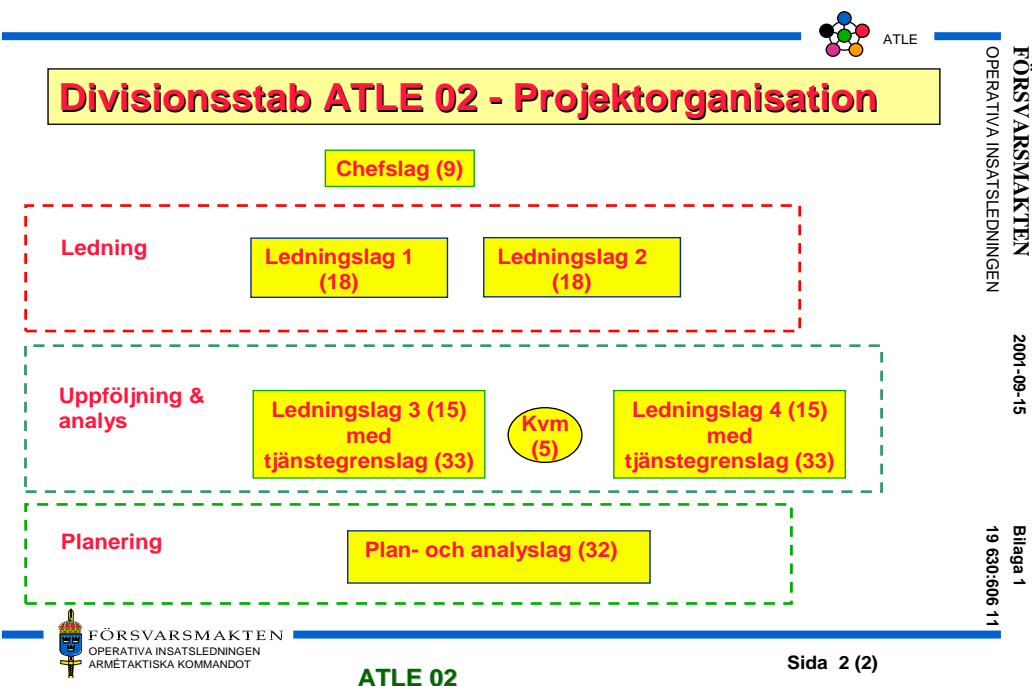 ATLE
Divisionsstab ATLE 02 - Projektorganisation
Chefslag (9)
Ledning
Ledningslag 1
(18)
Ledningslag 2
(18)
Uppföljning &
analys
Ledningslag 3 (15)
med
tjänstegrenslag (33)
Kvm
(5)
Ledningslag 4 (15)
med
tjänstegrenslag (33)
Planering
Plan- och analyslag (32)
FÖRSVARSMAKTEN
OPERATIVA INSATSLEDNINGEN
ARMÉTAKTISKA KOMMANDOT
ATLE 02
Sida 2 (2)
FÖRSVARSMAKTEN
OPERATIVA INSATSLEDNINGEN
2001-09-15
Bilaga 1
19 630:606 11